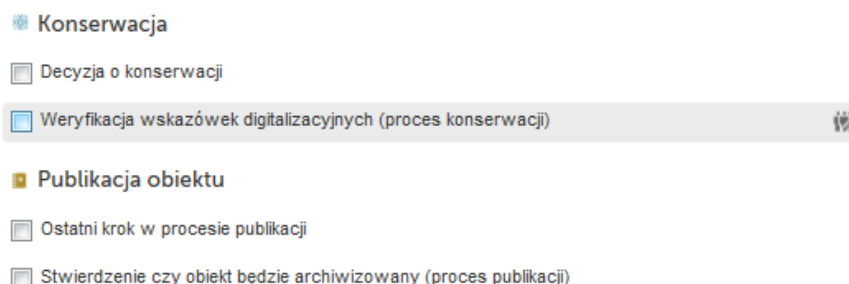 Konserwacja
Decyzja o konserwacji
Weryfikacja wskazówek digitalizacyjnych (proces konserwacji)
Publikacja obiektu
Ostatni krok w procesie publikacji
Stwierdzenie czy obiekt będzie archiwizowany (proces publikacji)